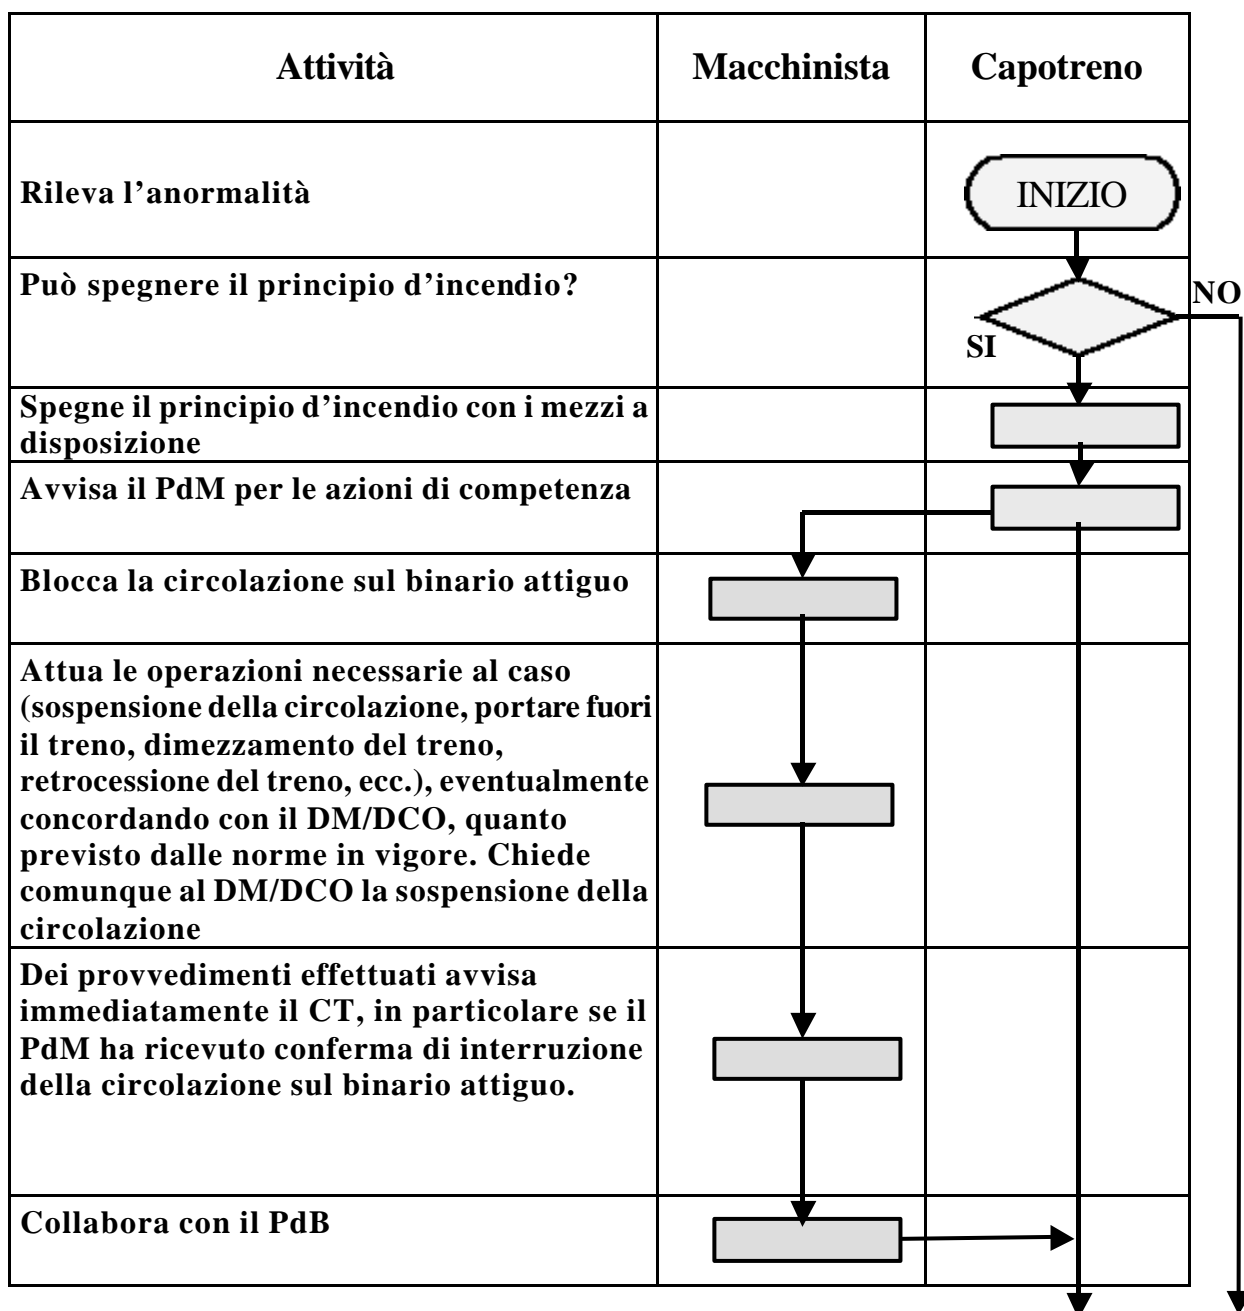 Attività
Macchinista
Capotreno
Rileva l’anormalità
INIZIO
Può spegnere il principio d’incendio?
NO
SI
Spegne il principio d’incendio con i mezzi a
disposizione
Avvisa il PdM per le azioni di competenza
Blocca la circolazione sul binario attiguo
Attua le operazioni necessarie al caso
(sospensione della circolazione, portare fuori
il treno, dimezzamento del treno,
retrocessione del treno, ecc.), eventualmente
concordando con il DM/DCO, quanto
previsto dalle norme in vigore. Chiede
comunque al DM/DCO la sospensione della
circolazione
Dei provvedimenti effettuati avvisa
immediatamente il CT, in particolare se il
PdM ha ricevuto conferma di interruzione
della circolazione sul binario attiguo.
Collabora con il PdB